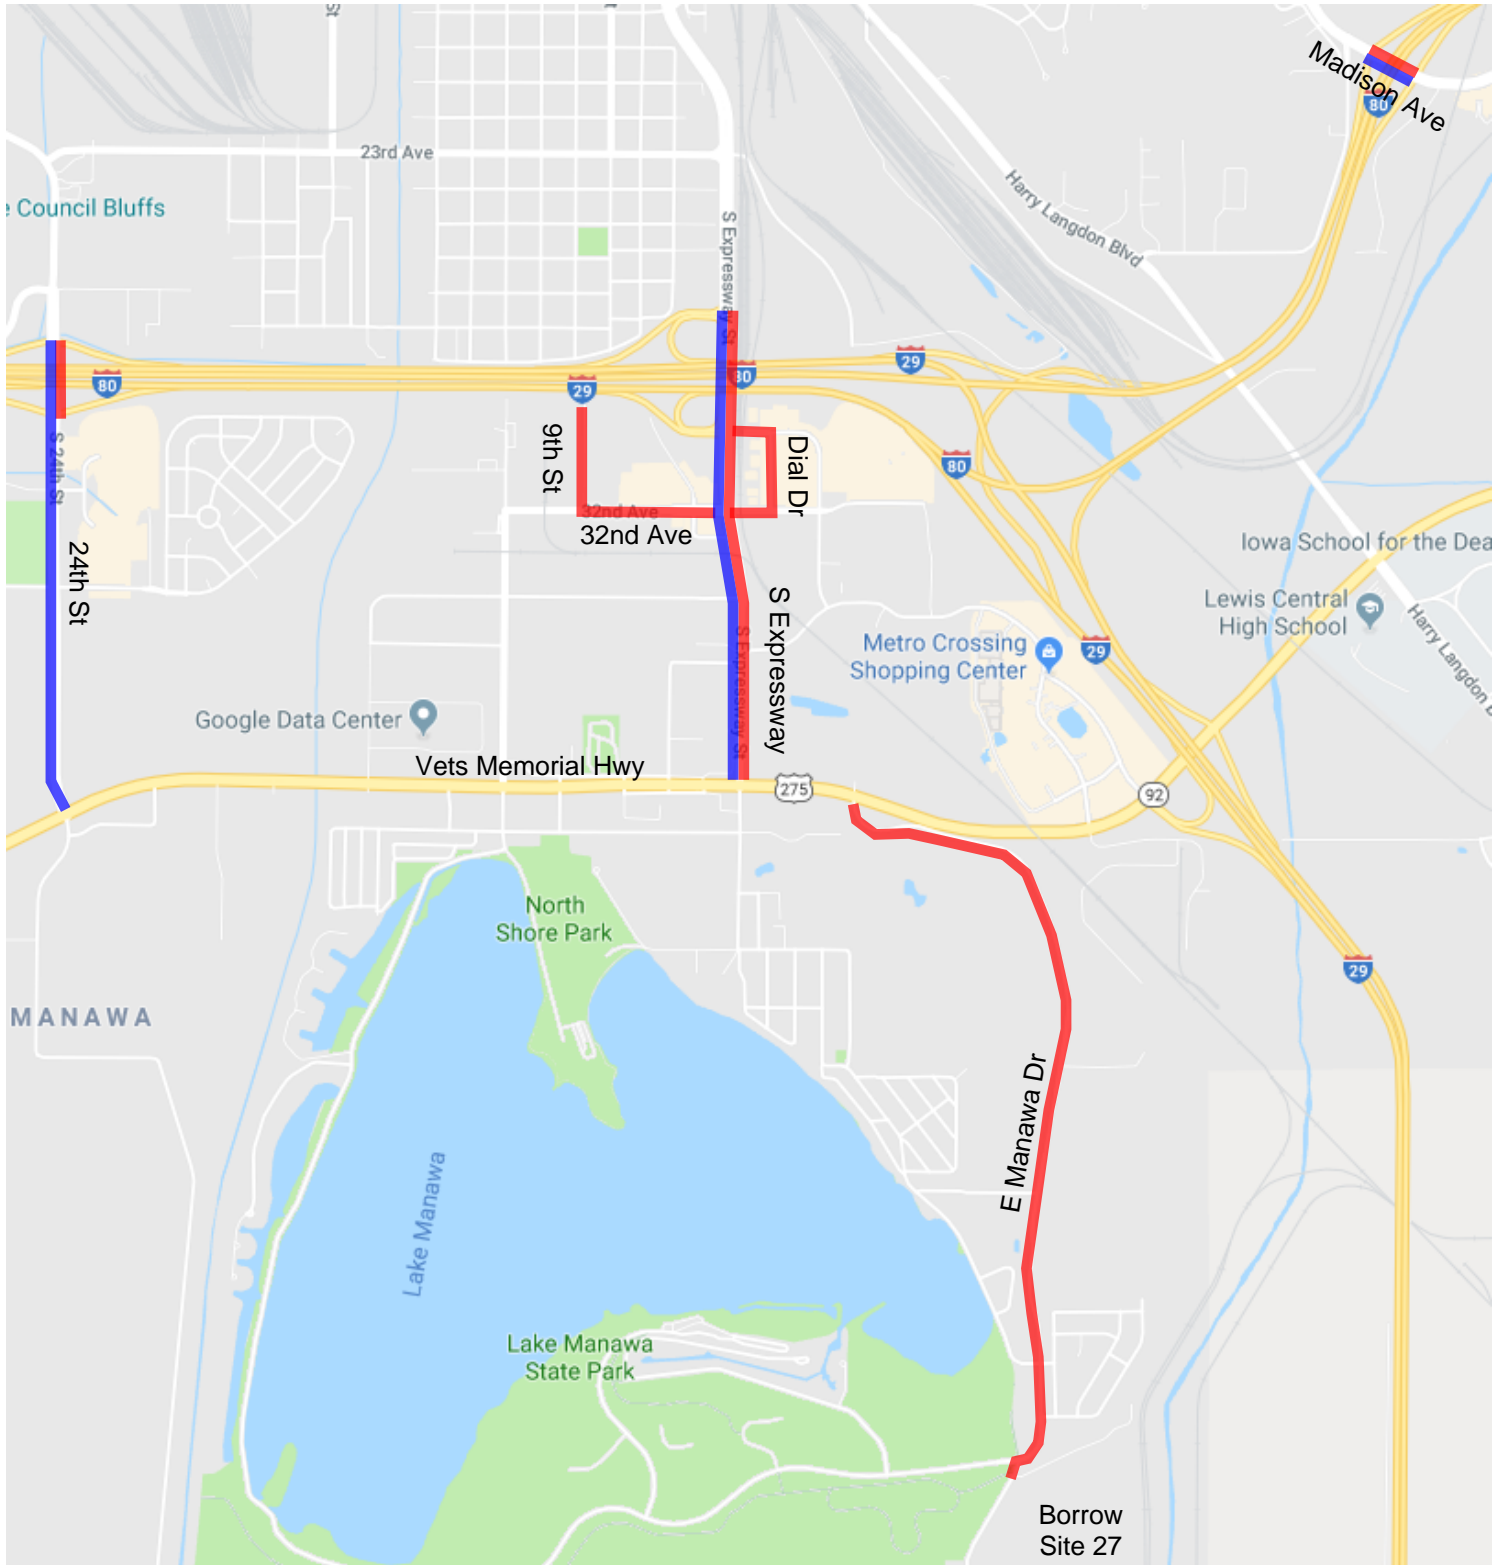 St
St
Madison Ave
80
23rd Ave
Harry Langdon Blvd
e Council Bluffs
S Expressway St
80
29
80
29
29
9th St
Dial Dr
80
S 24th St
32nd Ave
32nd Ave
24th St
Iowa School for the Dea
Lewis Central
High School
Harry Langdon B
S Expressway
S Expressway St
Metro Crossing
Shopping Center
29
Google Data Center
Vets Memorial Hwy
275
92
North
Shore Park
29
MANAWA
E Manawa Dr
Lake Manawa
Lake Manawa
State Park
Borrow
Site 27